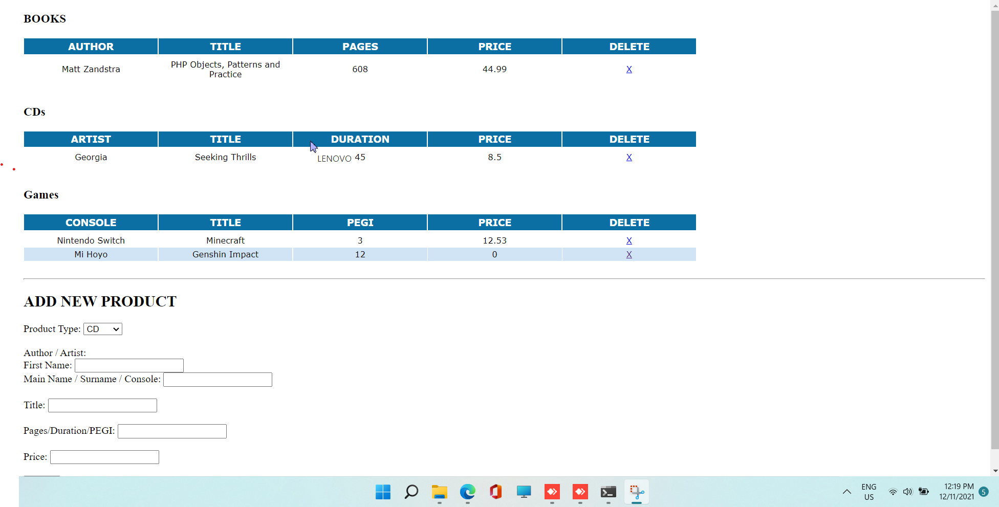 BOOKS
AUTHOR TITLE PAGES PRICE DELETE
Matt Zandstra PHP Objects, Patterns and Practice 608 44.99 X
CDs
ARTIST TITLE DURATION PRICE DELETE
Georgia Seeking Thrills LENOVO 45 8.5 X
Games
CONSOLE TITLE PEGI PRICE DELETE
Nintendo Switch Minecraft 3 12.53 X
Mi Hoyo Genshin Impact 12 0 X
ADD NEW PRODUCT
Product Type: CD
Author / Artist:
First Name:
Main Name / Surname / Console:
Title:
Pages/Duration/PEGI:
Price:
ENG US 12:19 PM 12/11/2021 5